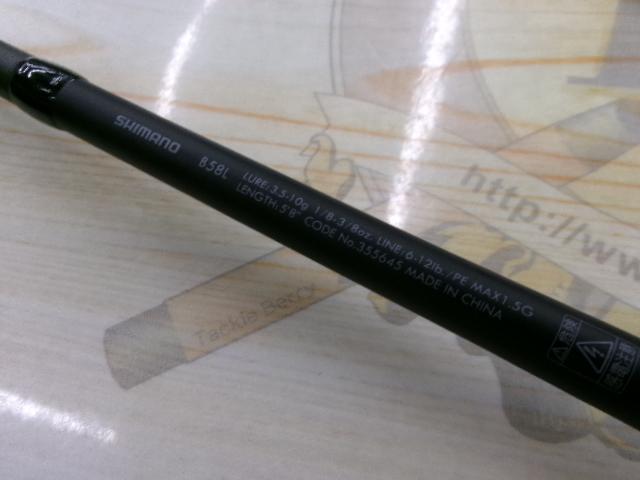 SHIMANO B58L LURE:3.5-10g 1/8-3/8oz. LINE:6-12lb./PE MAX1.5G
LENGTH:5'8" CODE No.355645 MADE IN CHINA
http://ww
Tackle Berry